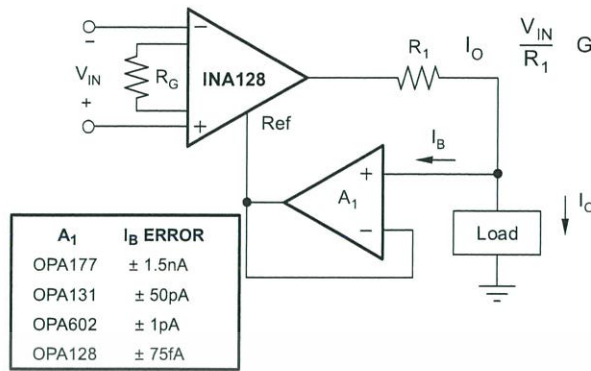 −
V_IN
+
R_G
INA128
−
+
Ref
R_1
I_O V_IN/R_1 G
I_B
A_1
+
−
Load
I_O
A_1 I_B ERROR
OPA177 ± 1.5nA
OPA131 ± 50pA
OPA602 ± 1pA
OPA128 ± 75fA